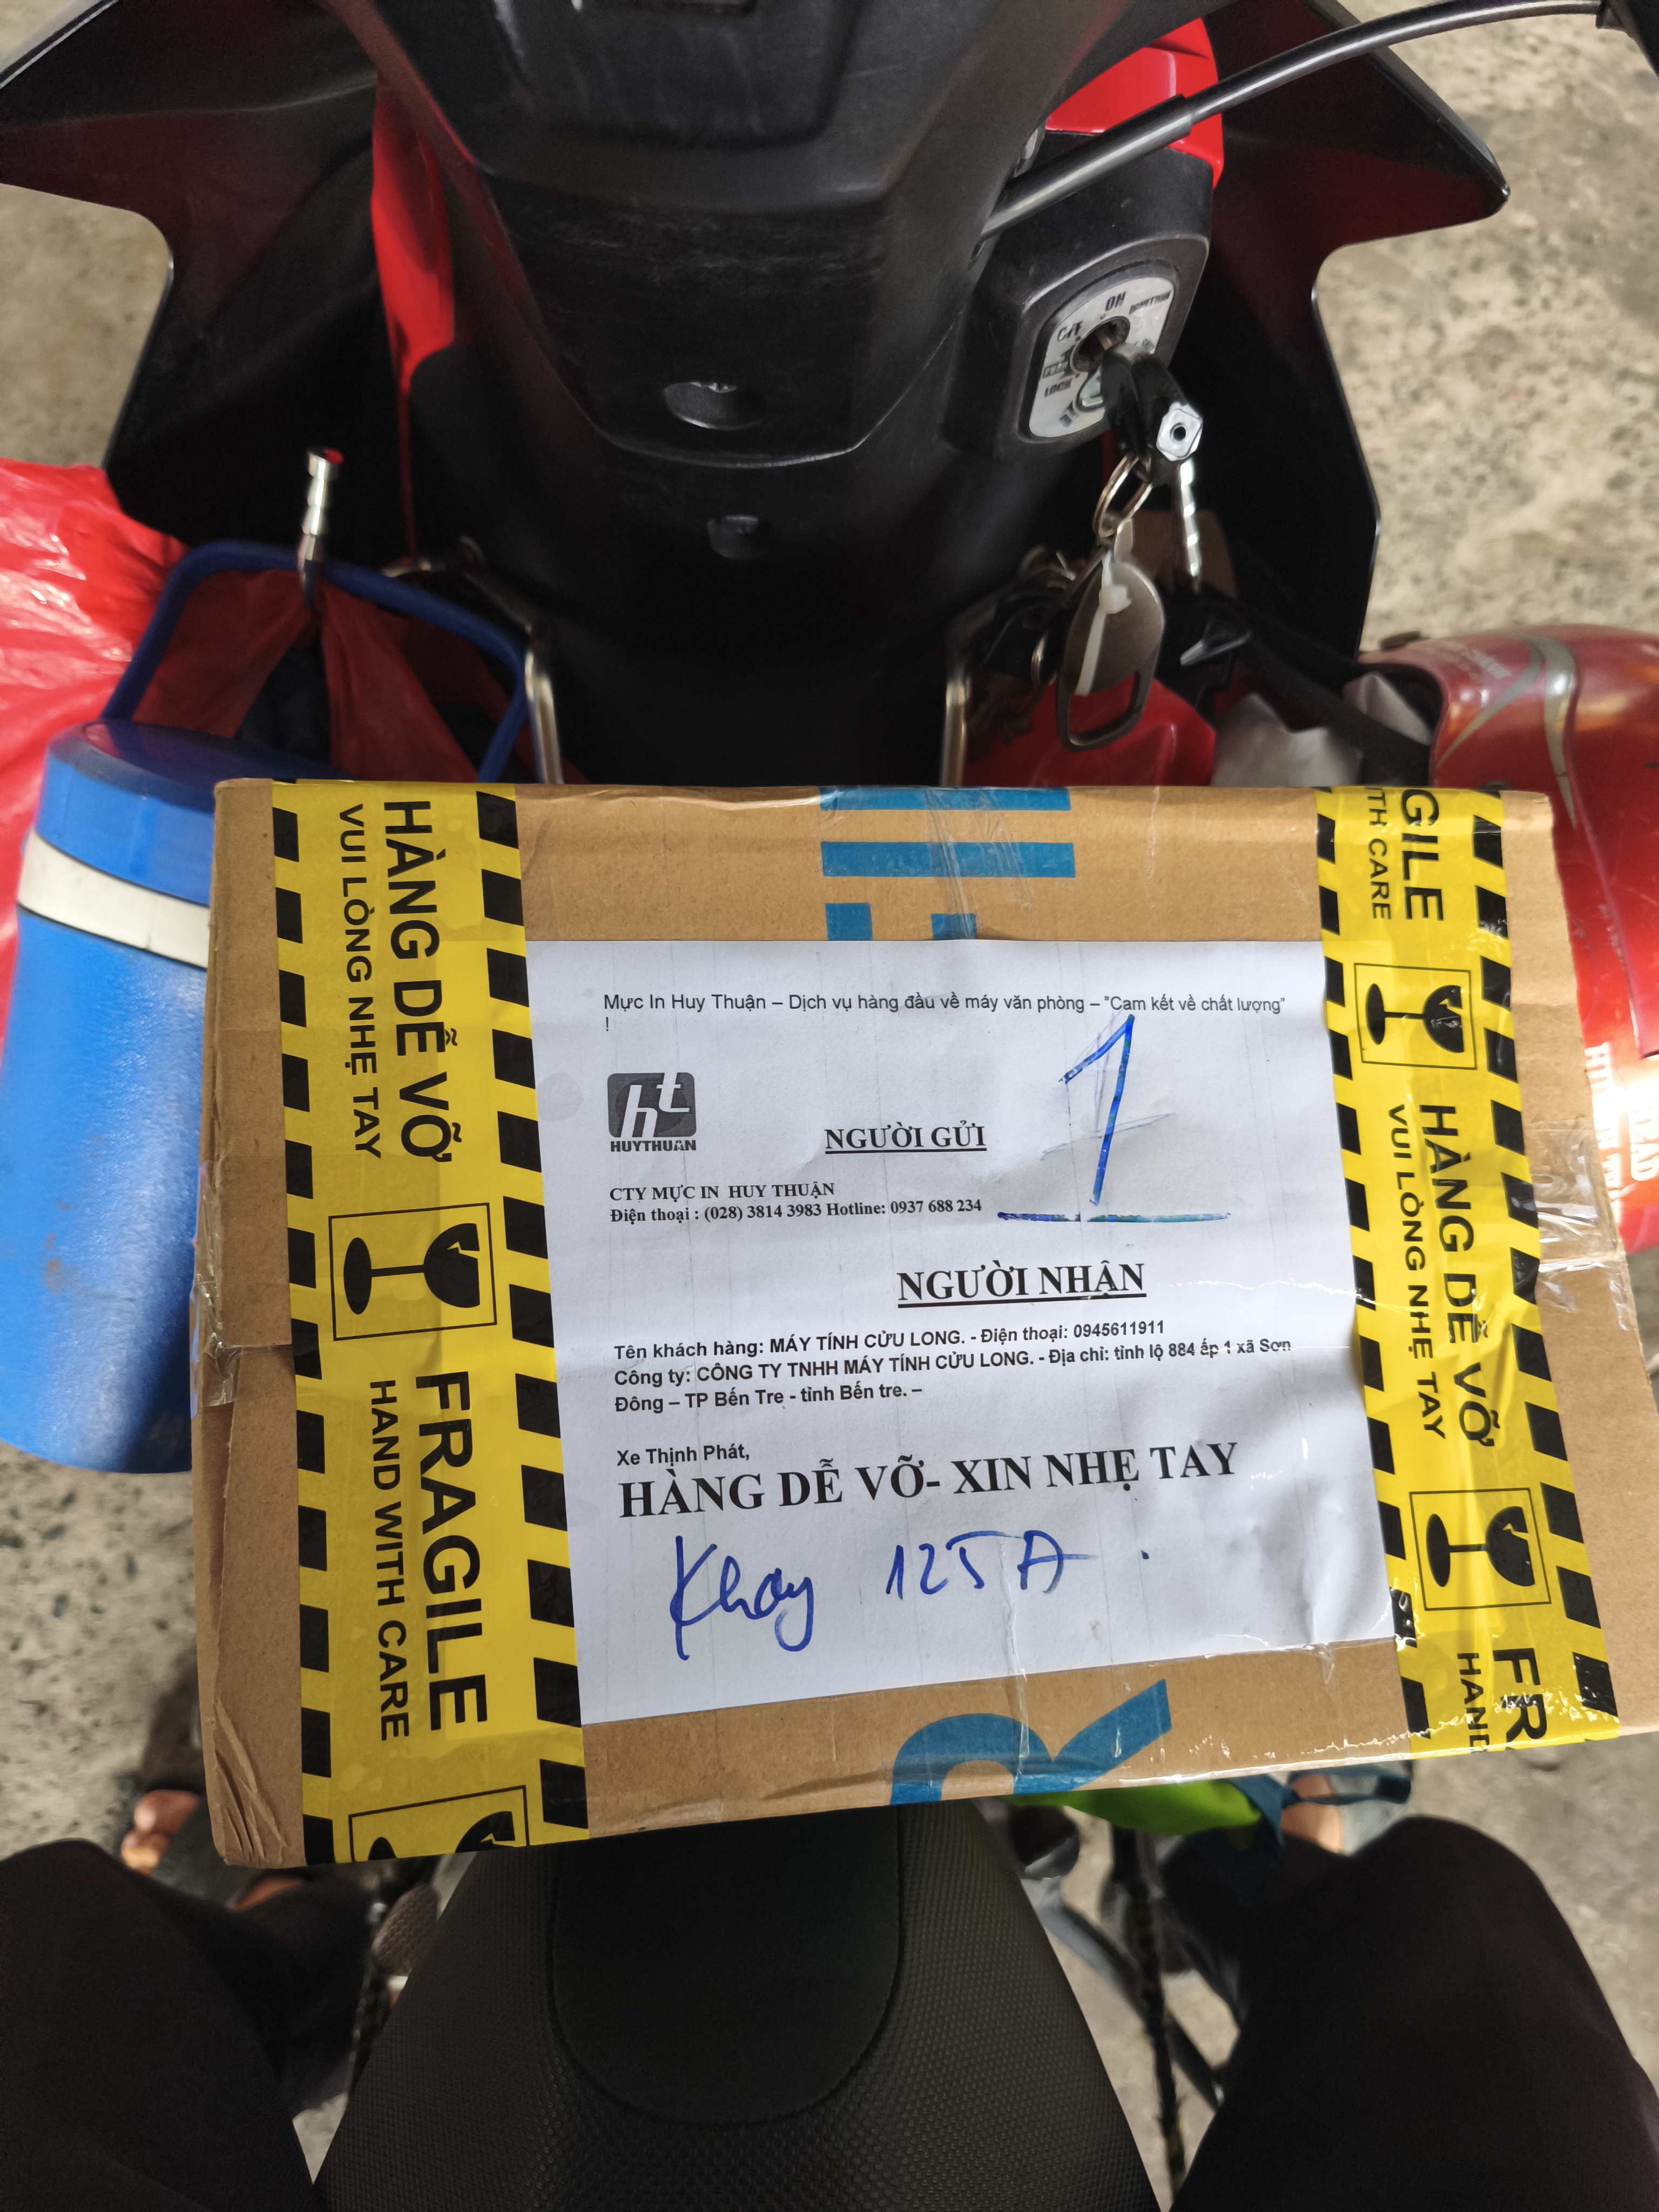 ON
IGNITION
OFF
LOCK
HÀNG DỄ VỠ
VUI LÒNG NHẸ TAY
FRAGILE
HAND WITH CARE
Mực In Huy Thuận – Dịch vụ hàng đầu về máy văn phòng – "Cam kết về chất lượng"
!
1
ht
HUYTHUAN
NGƯỜI GỬI
CTY MỰC IN HUY THUẬN
Điện thoại : (028) 3814 3983 Hotline: 0937 688 234
NGƯỜI NHẬN
Tên khách hàng: MÁY TÍNH CỬU LONG. - Điện thoại: 0945611911
Công ty: CÔNG TY TNHH MÁY TÍNH CỬU LONG. - Địa chỉ: tỉnh lộ 884 ấp 1 xã Sơn
Đông – TP Bến Tre - tỉnh Bến tre. –
Xe Thịnh Phát,
HÀNG DỄ VỠ- XIN NHẸ TAY
Khay 125A
R
GILE
TH CARE
HÀNG DỄ VỠ
VUI LÒNG NHẸ TAY
FR
HAND